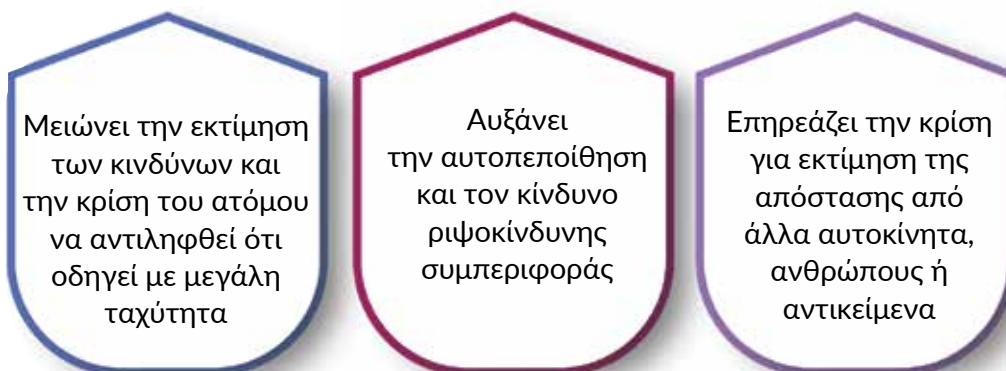 Μειώνει την εκτίμηση
των κινδύνων και
την κρίση του ατόμου
να αντιληφθεί ότι
οδηγεί με μεγάλη
ταχύτητα
Αυξάνει
την αυτοπεποίθηση
και τον κίνδυνο
ριψοκίνδυνης
συμπεριφοράς
Επηρεάζει την κρίση
για εκτίμηση της
απόστασης από
άλλα αυτοκίνητα,
ανθρώπους ή
αντικείμενα